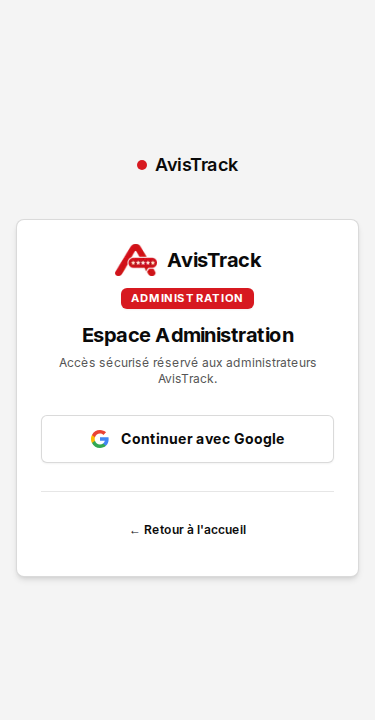 AvisTrack
AvisTrack
ADMINISTRATION
Espace Administration
Accès sécurisé réservé aux administrateurs
AvisTrack.
Continuer avec Google
← Retour à l'accueil